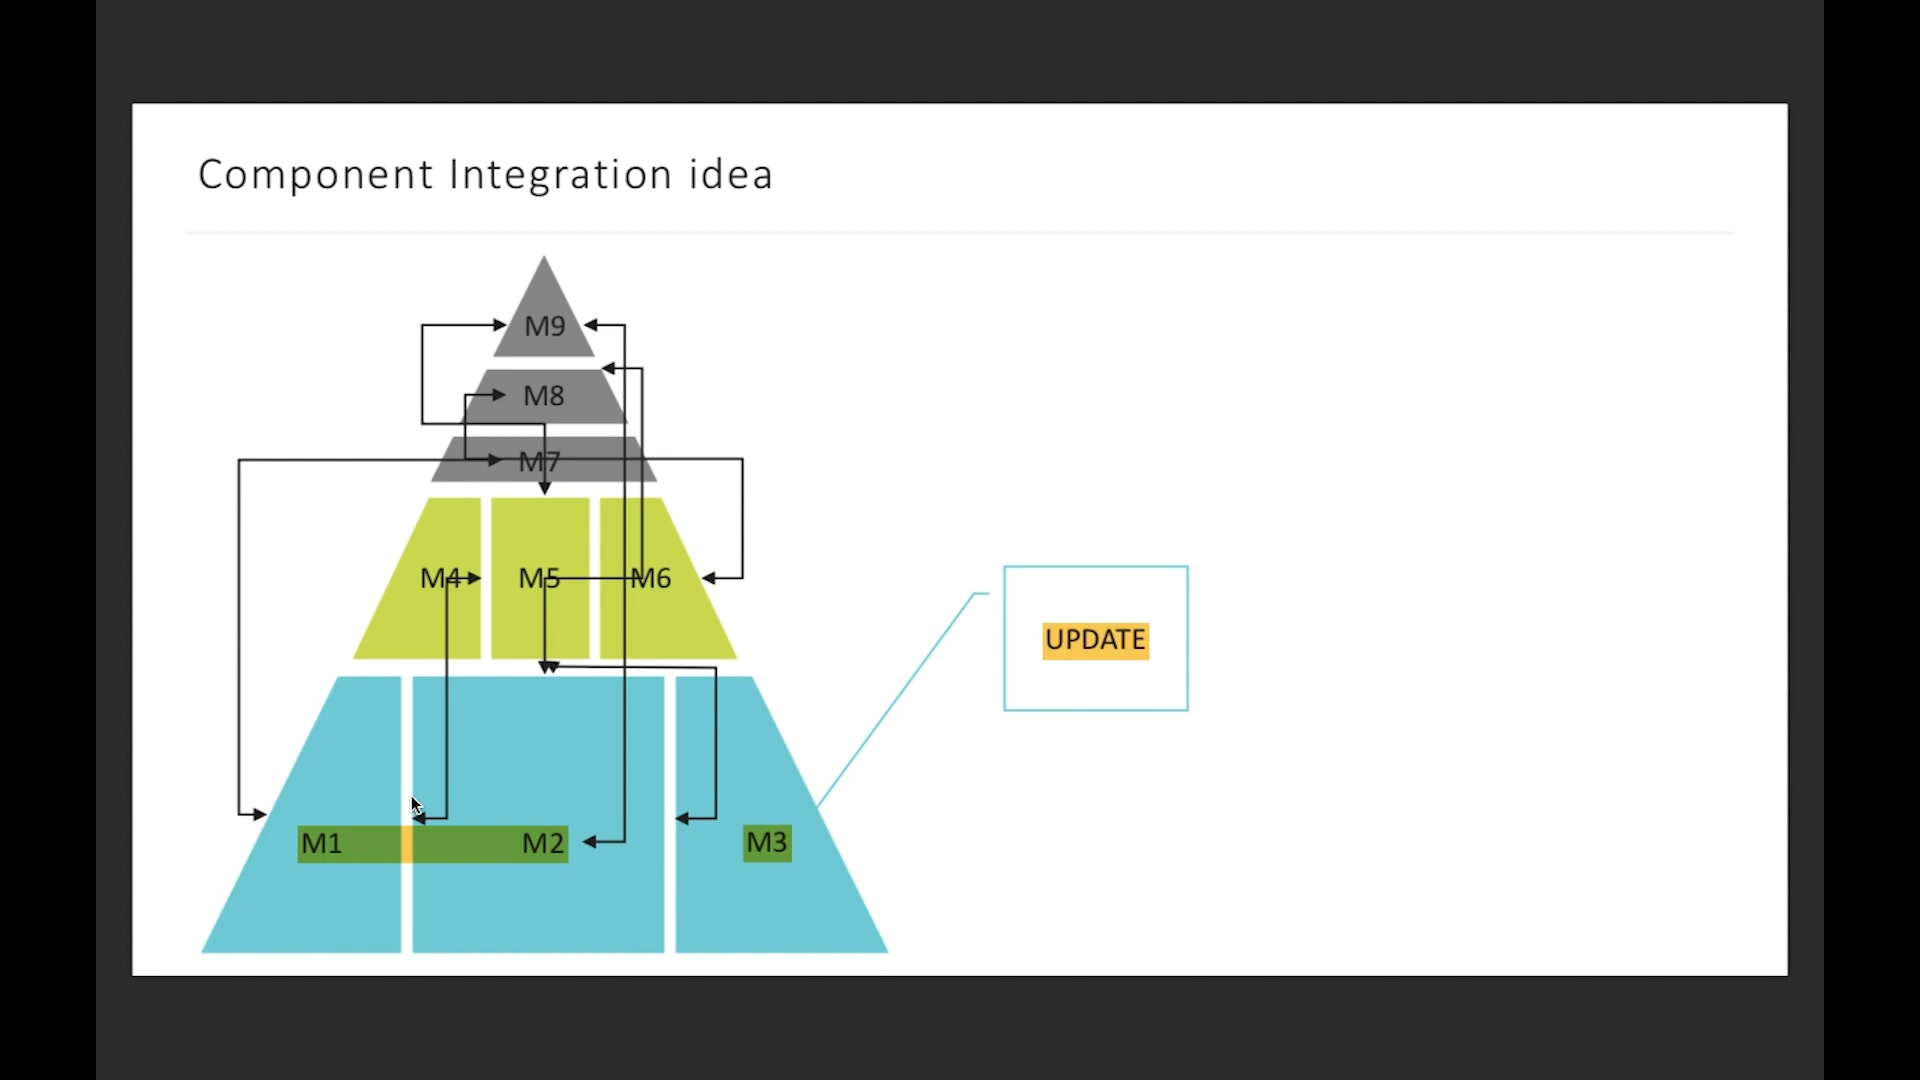 Component Integration idea
M9
M8
M7
M4 M5 M6
UPDATE
M1 M2 M3